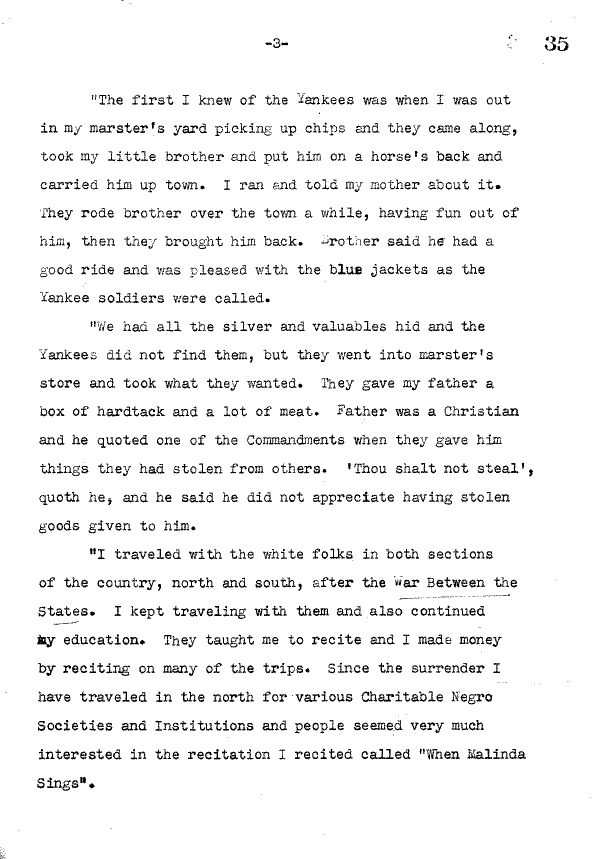 -3- 35
"The first I knew of the Yankees was when I was out
in my marster's yard picking up chips and they came along,
took my little brother and put him on a horse's back and
carried him up town. I ran and told my mother about it.
They rode brother over the town a while, having fun out of
him, then they brought him back. Brother said he had a
good ride and was pleased with the blue jackets as the
Yankee soldiers were called.
"We had all the silver and valuables hid and the
Yankees did not find them, but they went into marster's
store and took what they wanted. They gave my father a
box of hardtack and a lot of meat. Father was a Christian
and he quoted one of the Commandments when they gave him
things they had stolen from others. 'Thou shalt not steal',
quoth he, and he said he did not appreciate having stolen
goods given to him.
"I traveled with the white folks in both sections
of the country, north and south, after the War Between the
States. I kept traveling with them and also continued
my education. They taught me to recite and I made money
by reciting on many of the trips. Since the surrender I
have traveled in the north for various Charitable Negro
Societies and Institutions and people seemed very much
interested in the recitation I recited called "When Malinda
Sings".